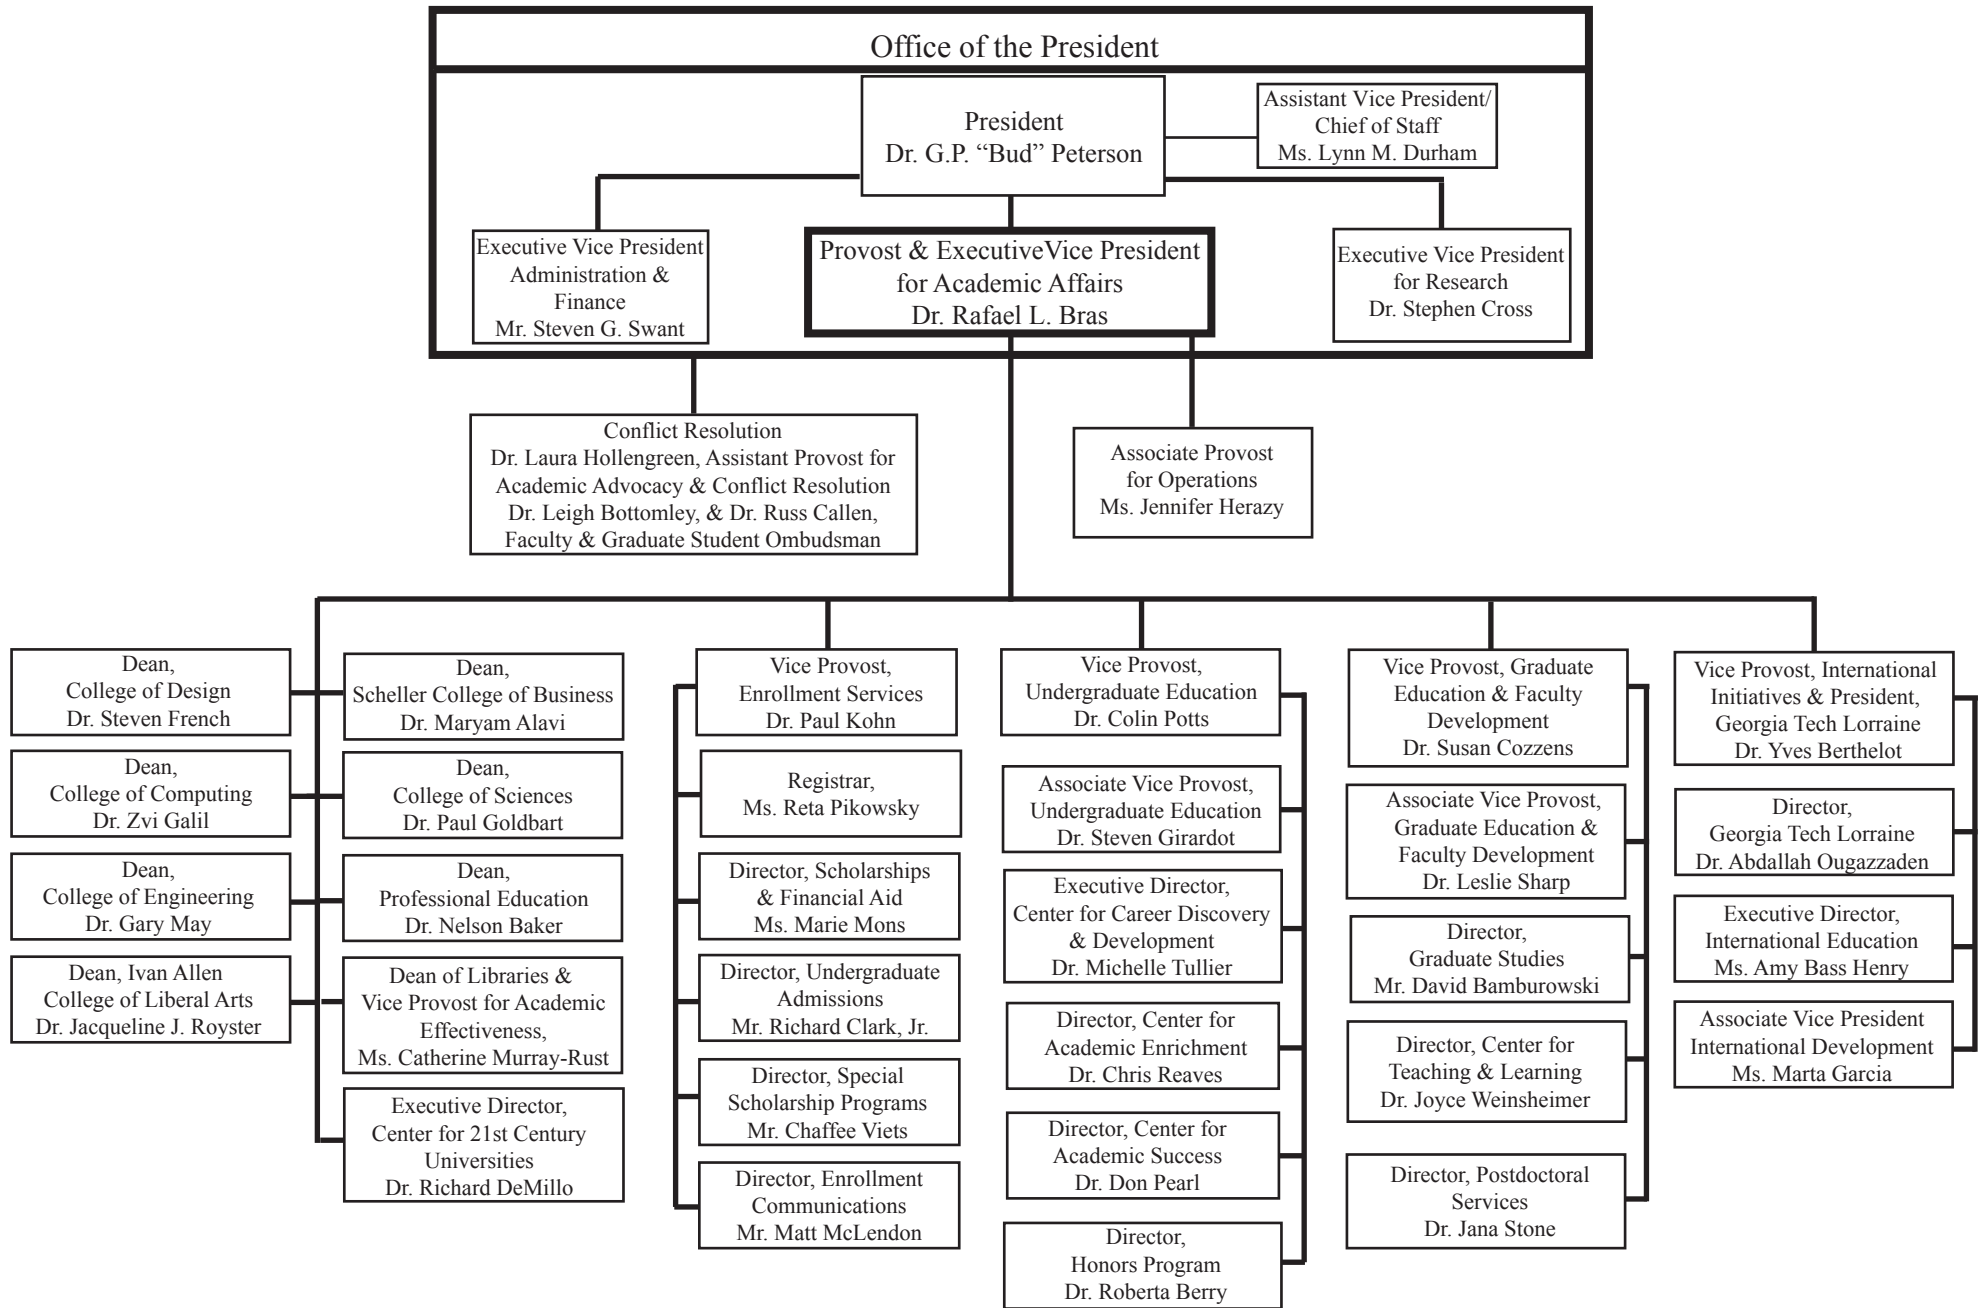 Office of the President
President
Dr. G.P. “Bud” Peterson
Assistant Vice President/
Chief of Staff
Ms. Lynn M. Durham
Executive Vice President
Administration &
Finance
Mr. Steven G. Swant
Provost & ExecutiveVice President
for Academic Affairs
Dr. Rafael L. Bras
Executive Vice President
for Research
Dr. Stephen Cross
Conflict Resolution
Dr. Laura Hollengreen, Assistant Provost for
Academic Advocacy & Conflict Resolution
Dr. Leigh Bottomley, & Dr. Russ Callen,
Faculty & Graduate Student Ombudsman
Associate Provost
for Operations
Ms. Jennifer Herazy
Dean,
College of Design
Dr. Steven French
Dean,
College of Computing
Dr. Zvi Galil
Dean,
College of Engineering
Dr. Gary May
Dean, Ivan Allen
College of Liberal Arts
Dr. Jacqueline J. Royster
Dean,
Scheller College of Business
Dr. Maryam Alavi
Dean,
College of Sciences
Dr. Paul Goldbart
Dean,
Professional Education
Dr. Nelson Baker
Dean of Libraries &
Vice Provost for Academic
Effectiveness,
Ms. Catherine Murray-Rust
Executive Director,
Center for 21st Century
Universities
Dr. Richard DeMillo
Vice Provost,
Enrollment Services
Dr. Paul Kohn
Registrar,
Ms. Reta Pikowsky
Director, Scholarships
& Financial Aid
Ms. Marie Mons
Director, Undergraduate
Admissions
Mr. Richard Clark, Jr.
Director, Special
Scholarship Programs
Mr. Chaffee Viets
Director, Enrollment
Communications
Mr. Matt McLendon
Vice Provost,
Undergraduate Education
Dr. Colin Potts
Associate Vice Provost,
Undergraduate Education
Dr. Steven Girardot
Executive Director,
Center for Career Discovery
& Development
Dr. Michelle Tullier
Director, Center for
Academic Enrichment
Dr. Chris Reaves
Director, Center for
Academic Success
Dr. Don Pearl
Director,
Honors Program
Dr. Roberta Berry
Vice Provost, Graduate
Education & Faculty
Development
Dr. Susan Cozzens
Associate Vice Provost,
Graduate Education &
Faculty Development
Dr. Leslie Sharp
Director,
Graduate Studies
Mr. David Bamburowski
Director, Center for
Teaching & Learning
Dr. Joyce Weinsheimer
Director, Postdoctoral
Services
Dr. Jana Stone
Vice Provost, International
Initiatives & President,
Georgia Tech Lorraine
Dr. Yves Berthelot
Director,
Georgia Tech Lorraine
Dr. Abdallah Ougazzaden
Executive Director,
International Education
Ms. Amy Bass Henry
Associate Vice President
International Development
Ms. Marta Garcia